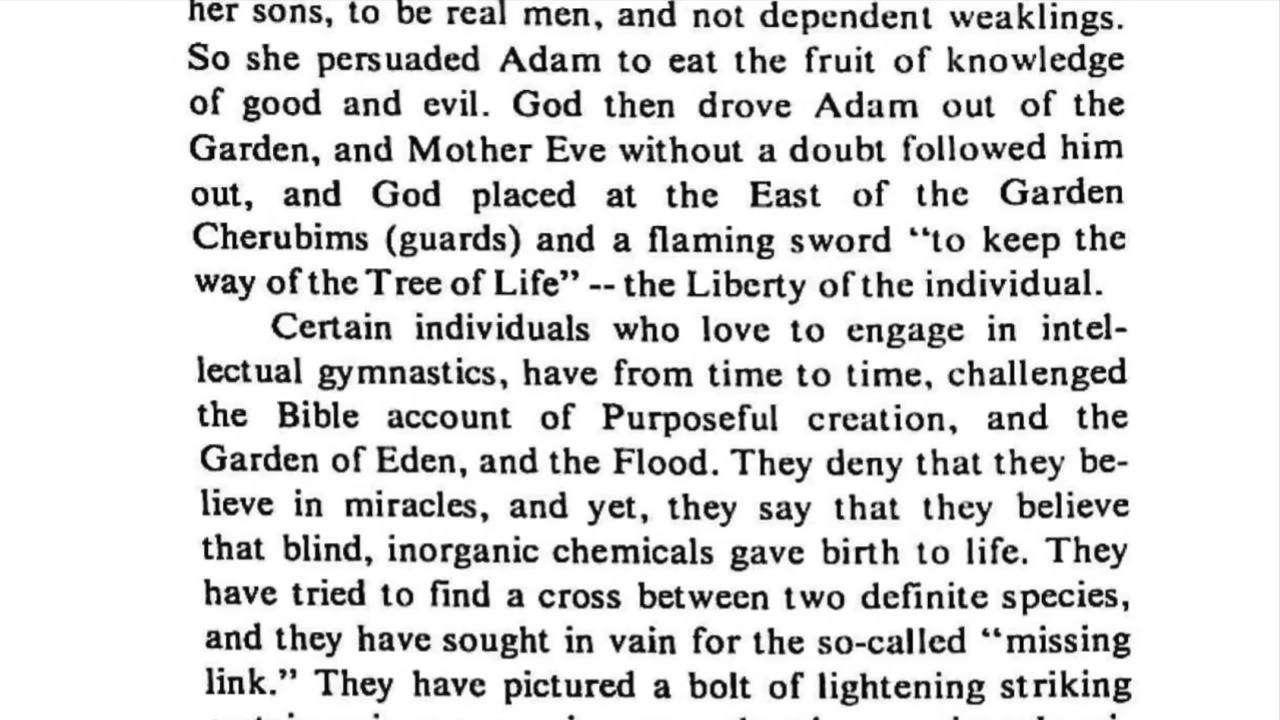 her sons, to be real men, and not dependent weaklings.
So she persuaded Adam to eat the fruit of knowledge
of good and evil. God then drove Adam out of the
Garden, and Mother Eve without a doubt followed him
out, and God placed at the East of the Garden
Cherubims (guards) and a flaming sword "to keep the
way of the Tree of Life" -- the Liberty of the individual.
Certain individuals who love to engage in intel-
lectual gymnastics, have from time to time, challenged
the Bible account of Purposeful creation, and the
Garden of Eden, and the Flood. They deny that they be-
lieve in miracles, and yet, they say that they believe
that blind, inorganic chemicals gave birth to life. They
have tried to find a cross between two definite species,
and they have sought in vain for the so-called "missing
link." They have pictured a bolt of lightening striking